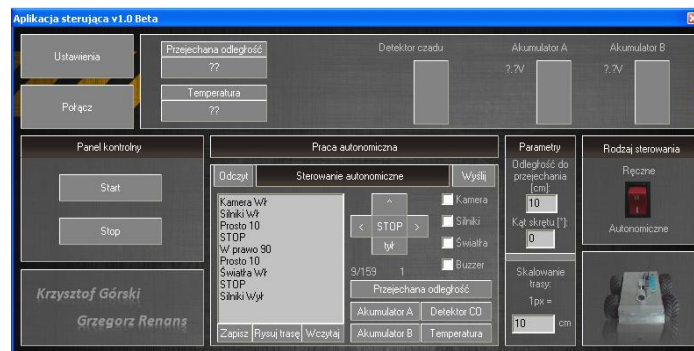 Aplikacja sterująca v1.0 Beta
Ustawienia
Połącz
Przejechana odległość
??
Temperatura
??
Detektor czadu
Akumulator A
?.?V
Akumulator B
?.?V
Panel kontrolny
Start
Stop
Krzysztof Górski
Grzegorz Renans
Praca autonomiczna
Odczyt
Sterowanie autonomiczne
Wyślij
Kamera Wł
Silniki Wł
Prosto 10
STOP
W prawo 90
Prosto 10
Światła Wł
STOP
Silniki Wył
^
< STOP >
tył
Kamera
Silniki
Światła
Buzzer
9/159 1
Przejechana odległość
Akumulator A
Detektor CO
Akumulator B
Temperatura
Zapisz
Rysuj trasę
Wczytaj
Parametry
Odległość do
przejechania
[cm]:
10
Kąt skrętu [°]:
0
Skalowanie
trasy:
1px =
10 cm
Rodzaj sterowania
Ręczne
Autonomiczne